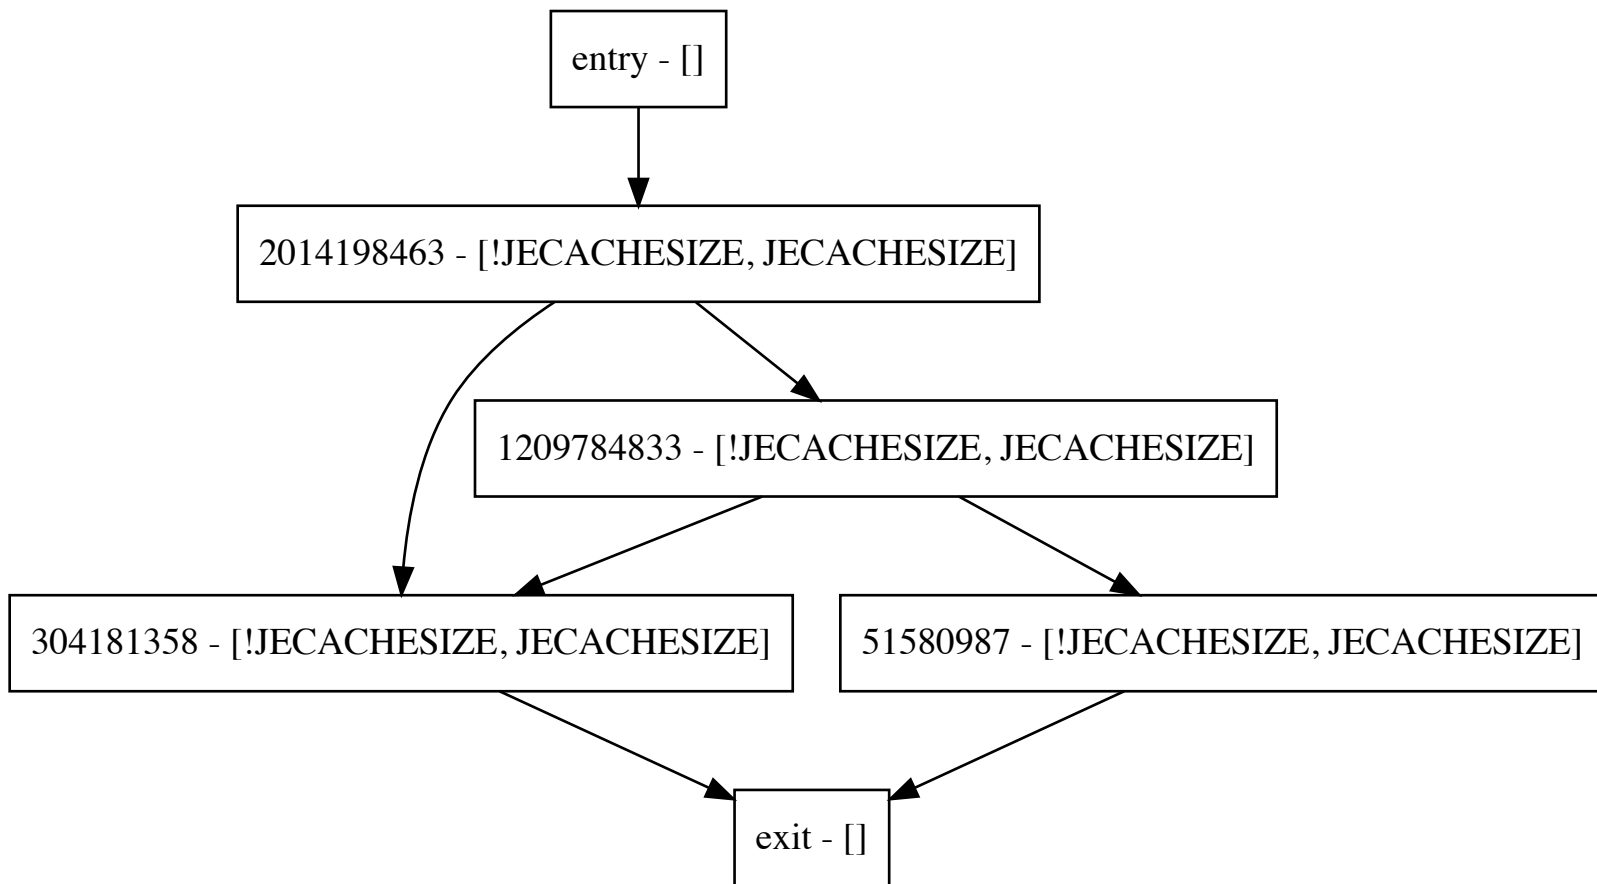 entry - []
2014198463 - [!JECACHESIZE, JECACHESIZE]
1209784833 - [!JECACHESIZE, JECACHESIZE]
304181358 - [!JECACHESIZE, JECACHESIZE]
51580987 - [!JECACHESIZE, JECACHESIZE]
exit - []